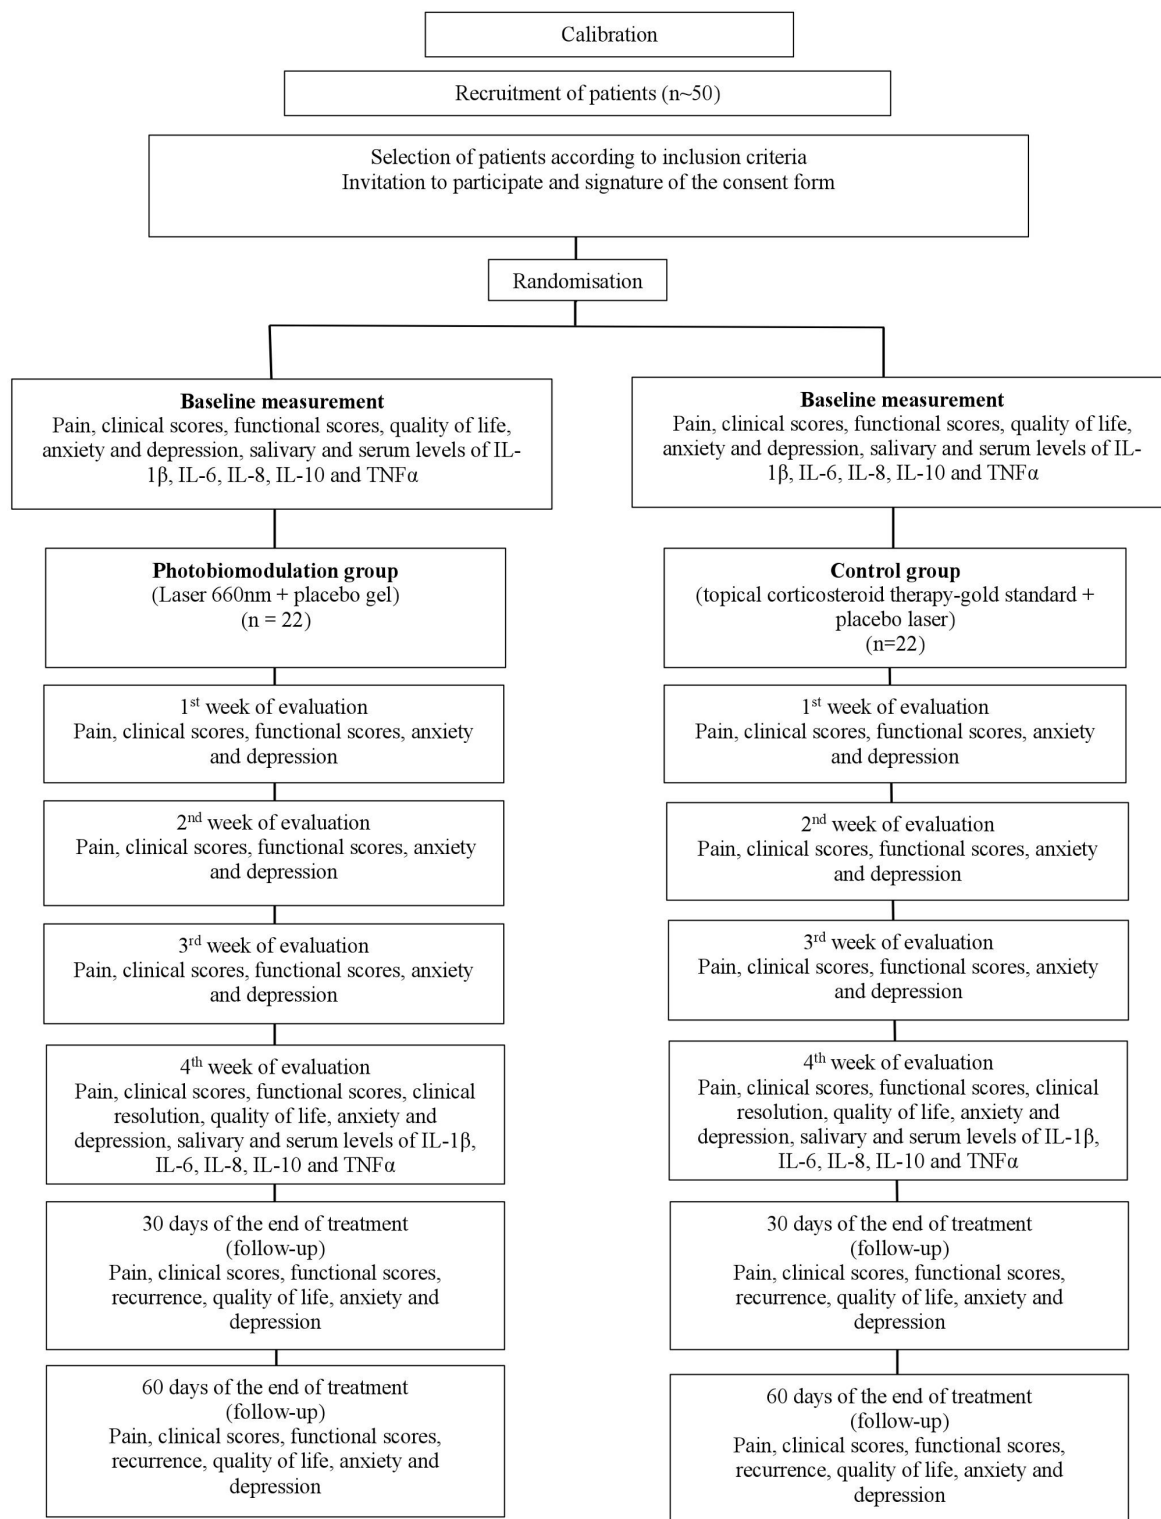 Calibration
Recruitment of patients (n~50)
Selection of patients according to inclusion criteria
Invitation to participate and signature of the consent form
Randomisation
Baseline measurement
Pain, clinical scores, functional scores, quality of life,
anxiety and depression, salivary and serum levels of IL-
1β, IL-6, IL-8, IL-10 and TNFα
Baseline measurement
Pain, clinical scores, functional scores, quality of life,
anxiety and depression, salivary and serum levels of IL-
1β, IL-6, IL-8, IL-10 and TNFα
Photobiomodulation group
(Laser 660nm + placebo gel)
(n = 22)
Control group
(topical corticosteroid therapy-gold standard +
placebo laser)
(n=22)
1st week of evaluation
Pain, clinical scores, functional scores, anxiety
and depression
1st week of evaluation
Pain, clinical scores, functional scores, anxiety
and depression
2nd week of evaluation
Pain, clinical scores, functional scores, anxiety
and depression
2nd week of evaluation
Pain, clinical scores, functional scores, anxiety
and depression
3rd week of evaluation
Pain, clinical scores, functional scores, anxiety
and depression
3rd week of evaluation
Pain, clinical scores, functional scores, anxiety
and depression
4th week of evaluation
Pain, clinical scores, functional scores, clinical
resolution, quality of life, anxiety and
depression, salivary and serum levels of IL-1β,
IL-6, IL-8, IL-10 and TNFα
4th week of evaluation
Pain, clinical scores, functional scores, clinical
resolution, quality of life, anxiety and
depression, salivary and serum levels of IL-1β,
IL-6, IL-8, IL-10 and TNFα
30 days of the end of treatment
(follow-up)
Pain, clinical scores, functional scores,
recurrence, quality of life, anxiety and
depression
30 days of the end of treatment
(follow-up)
Pain, clinical scores, functional scores,
recurrence, quality of life, anxiety and
depression
60 days of the end of treatment
(follow-up)
Pain, clinical scores, functional scores,
recurrence, quality of life, anxiety and
depression
60 days of the end of treatment
(follow-up)
Pain, clinical scores, functional scores,
recurrence, quality of life, anxiety and
depression